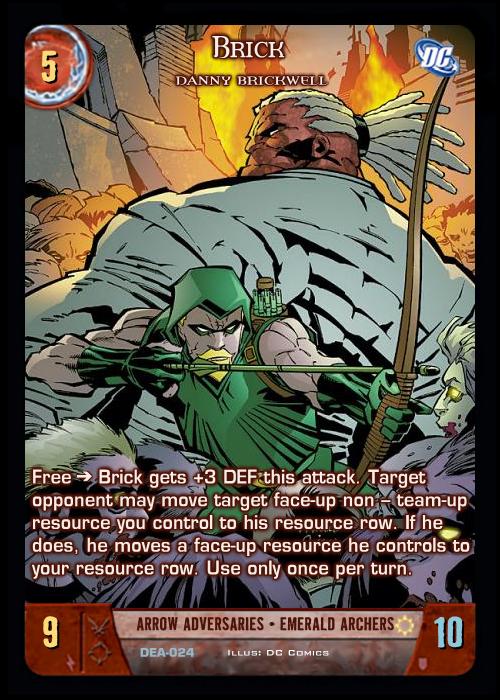 5
Brick
DC
Danny Brickwell
Free → Brick gets +3 DEF this attack. Target
opponent may move target face-up non – team-up
resource you control to his resource row. If he
does, he moves a face-up resource he controls to
your resource row. Use only once per turn.
9
Arrow Adversaries • Emerald Archers
10
DEA-024 Illus: DC Comics